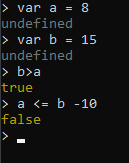 > var a = 8
undefined
> var b = 15
undefined
> b>a
true
> a <= b -10
false
>